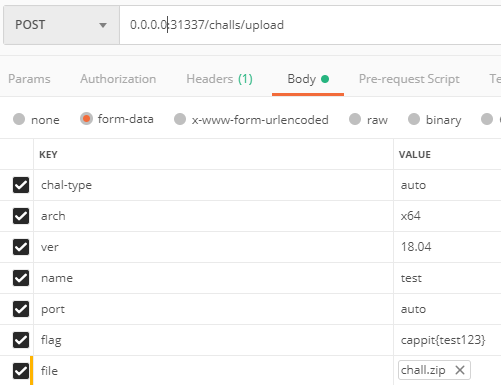 POST 0.0.0.0:31337/challs/upload
Params Authorization Headers (1) Body Pre-request Script
none form-data x-www-form-urlencoded raw binary
KEY VALUE
chal-type auto
arch x64
ver 18.04
name test
port auto
flag cappit{test123}
file chall.zip